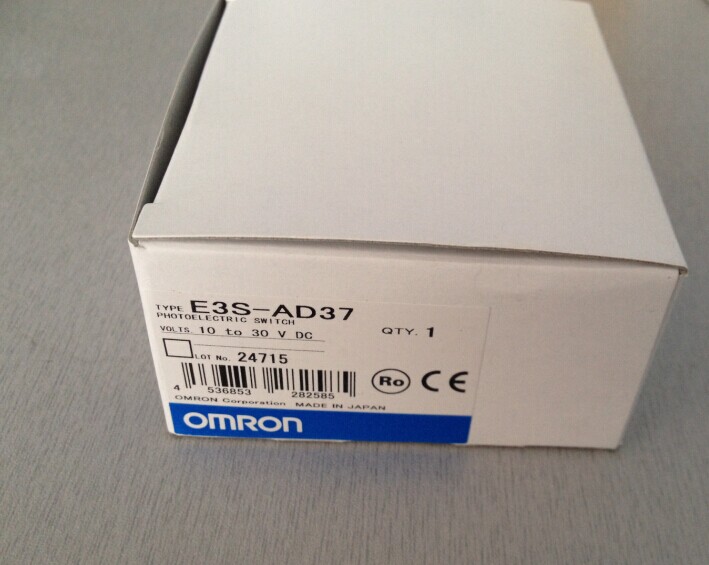 TYPE E3S-AD37
PHOTOELECTRIC SWITCH
VOLTS. 10 to 30 V DC
QTY. 1
LOT No. 24715
4 536853 282585
Ro CE
OMRON Corporation MADE IN JAPAN
OMRON